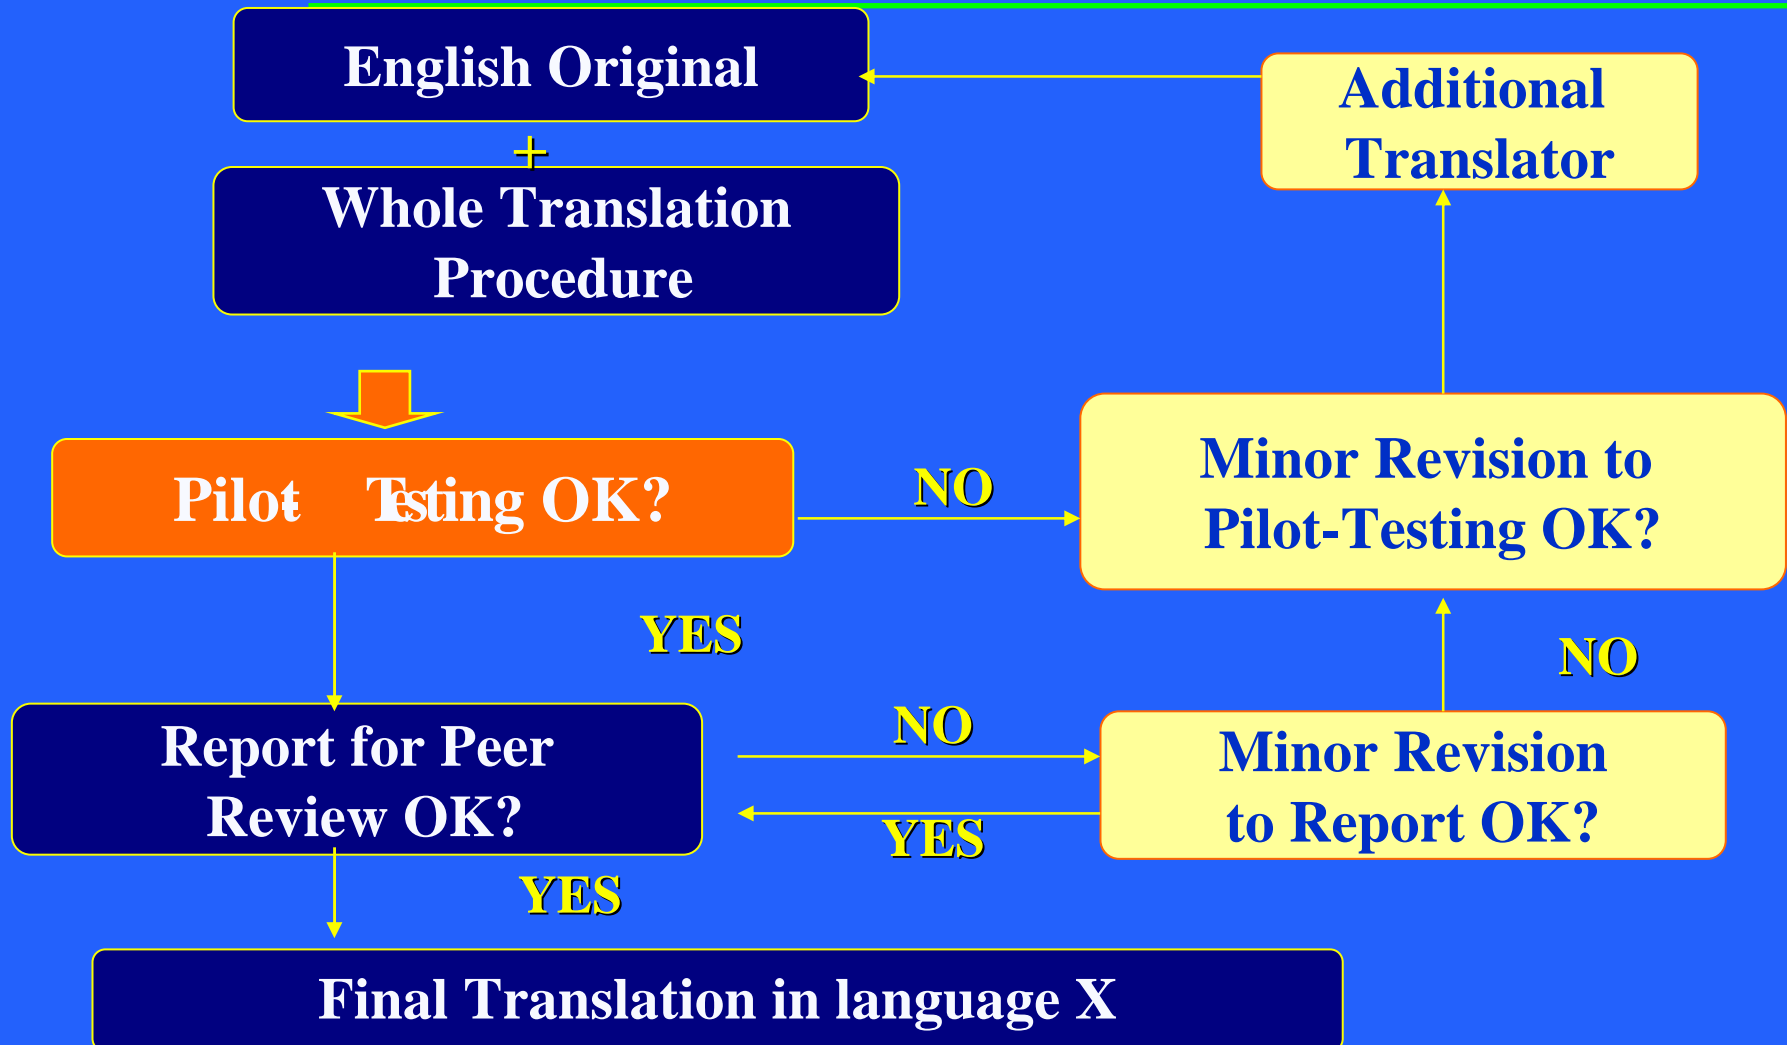 English Original
+
Whole Translation
Procedure
Additional
Translator
Pilot-Testing OK?
NO
Minor Revision to
Pilot-Testing OK?
YES
NO
Report for Peer
Review OK?
NO
YES
Minor Revision
to Report OK?
YES
Final Translation in language X